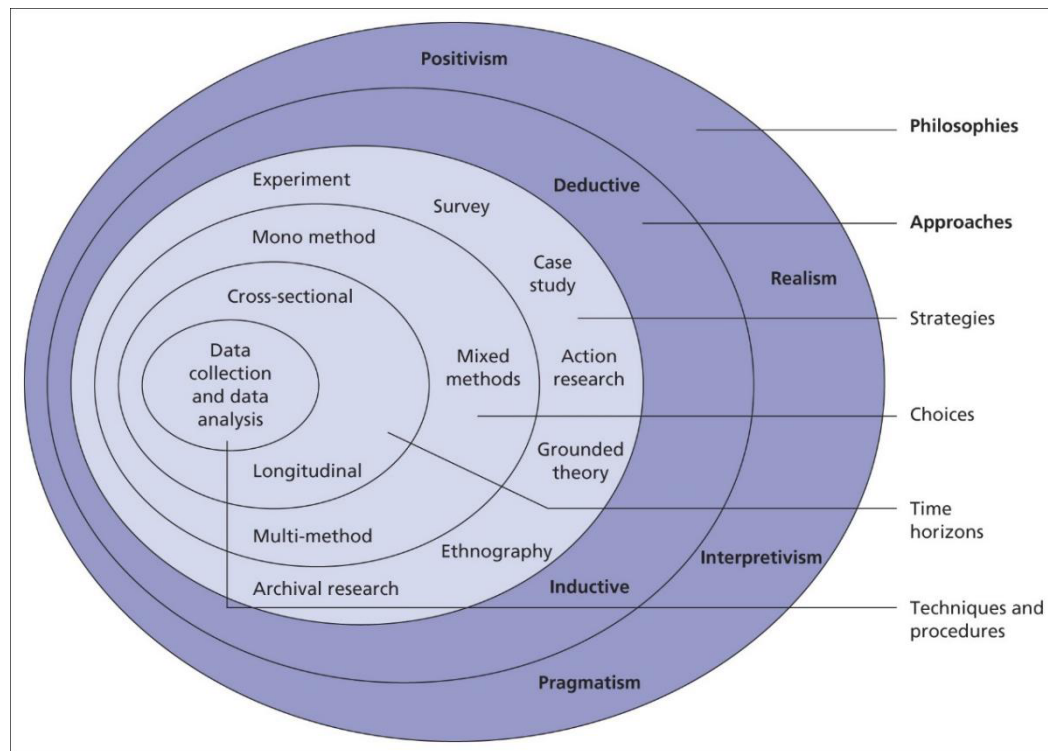 Positivism
Philosophies
Experiment
Deductive
Survey
Approaches
Mono method
Case
study
Realism
Cross-sectional
Strategies
Data
collection
and data
analysis
Mixed
methods
Action
research
Choices
Longitudinal
Grounded
theory
Time
horizons
Multi-method
Ethnography
Interpretivism
Archival research
Inductive
Techniques and
procedures
Pragmatism